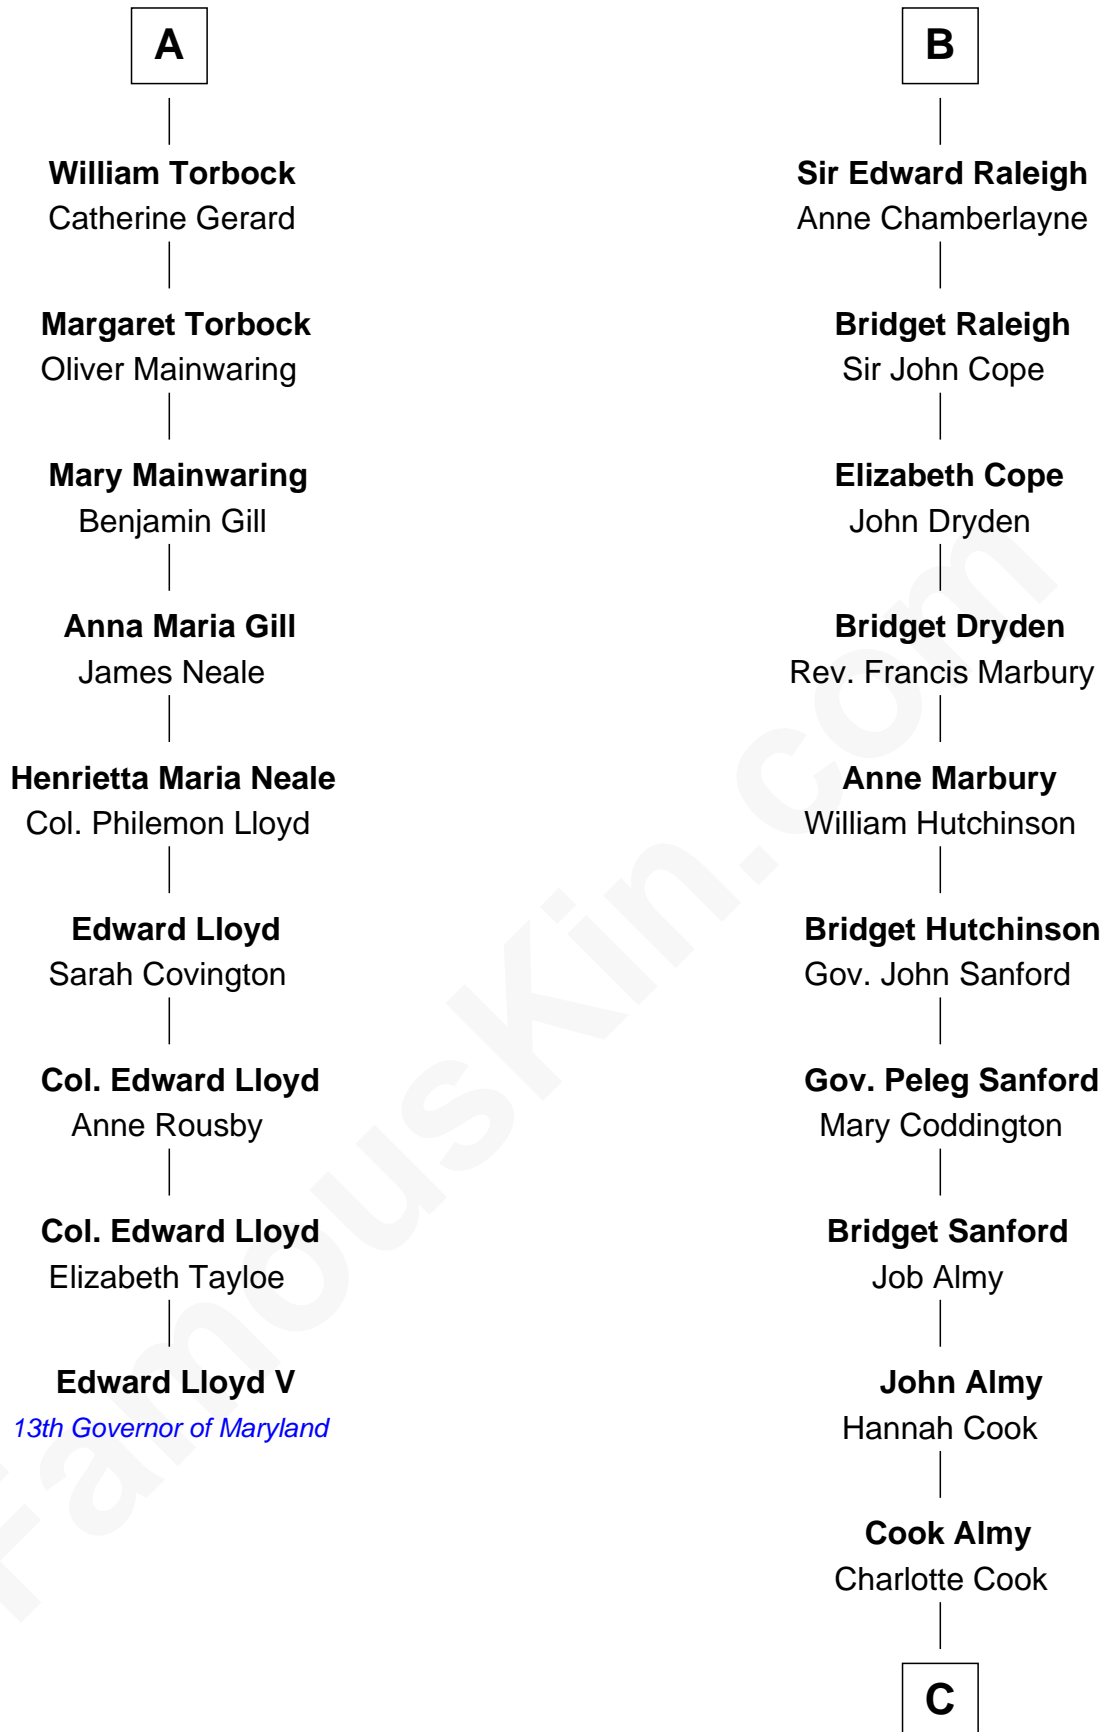 A
William Torbock
Catherine Gerard
Margaret Torbock
Oliver Mainwaring
Mary Mainwaring
Benjamin Gill
Anna Maria Gill
James Neale
Henrietta Maria Neale
Col. Philemon Lloyd
Edward Lloyd
Sarah Covington
Col. Edward Lloyd
Anne Rousby
Col. Edward Lloyd
Elizabeth Tayloe
Edward Lloyd V
13th Governor of Maryland
B
Sir Edward Raleigh
Anne Chamberlayne
Bridget Raleigh
Sir John Cope
Elizabeth Cope
John Dryden
Bridget Dryden
Rev. Francis Marbury
Anne Marbury
William Hutchinson
Bridget Hutchinson
Gov. John Sanford
Gov. Peleg Sanford
Mary Coddington
Bridget Sanford
Job Almy
John Almy
Hannah Cook
Cook Almy
Charlotte Cook
C
FamousKin.com